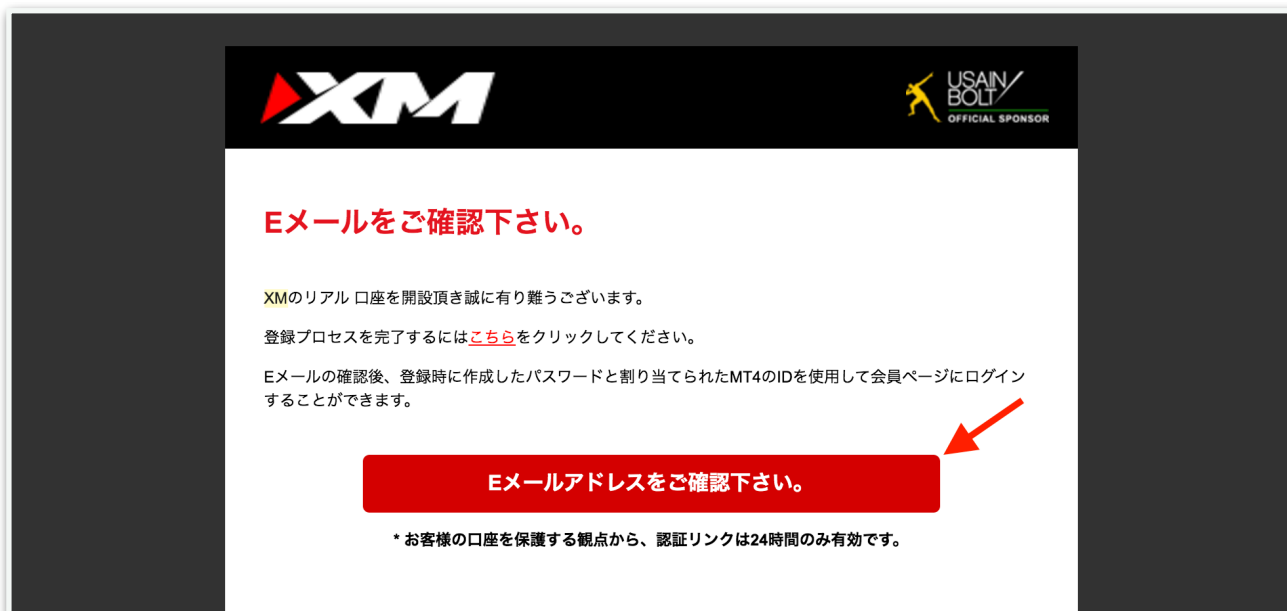 XM
USAIN
BOLT
OFFICIAL SPONSOR
Eメールをご確認下さい。
XMのリアル 口座を開設頂き誠に有り難うございます。
登録プロセスを完了するにはこちらをクリックしてください。
Eメールの確認後、登録時に作成したパスワードと割り当てられたMT4のIDを使用して会員ページにログイン
することができます。
Eメールアドレスをご確認下さい。
* お客様の口座を保護する観点から、認証リンクは24時間のみ有効です。